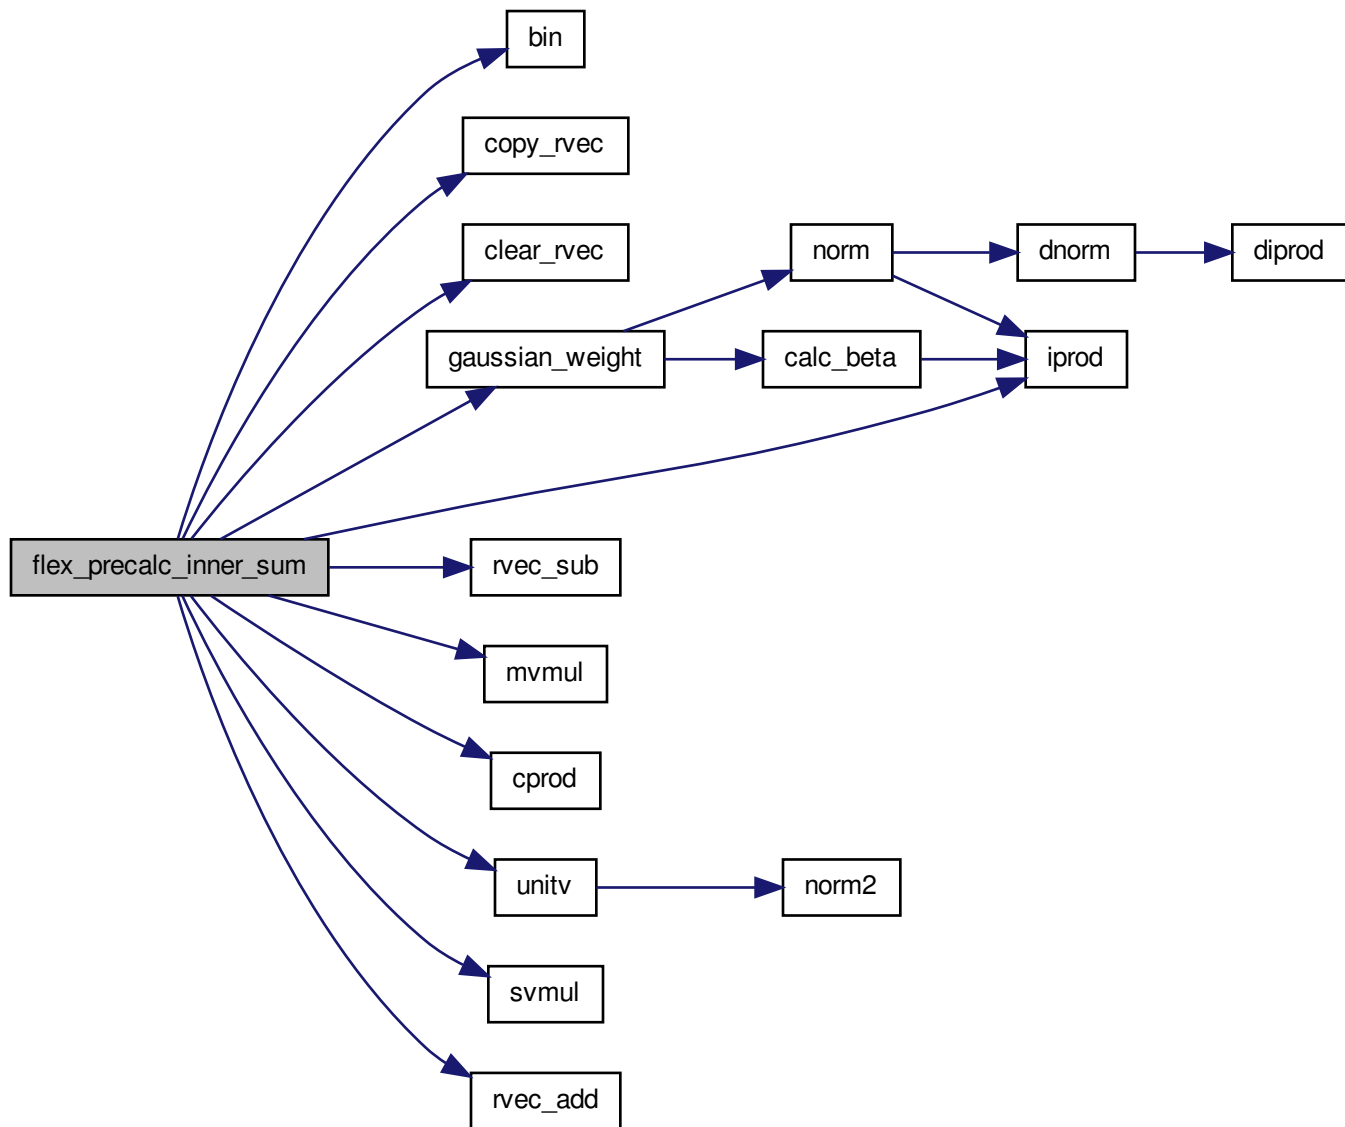 bin
copy_rvec
clear_rvec
norm
dnorm
diprod
gaussian_weight
calc_beta
iprod
flex_precalc_inner_sum
rvec_sub
mvmul
cprod
unitv
norm2
svmul
rvec_add